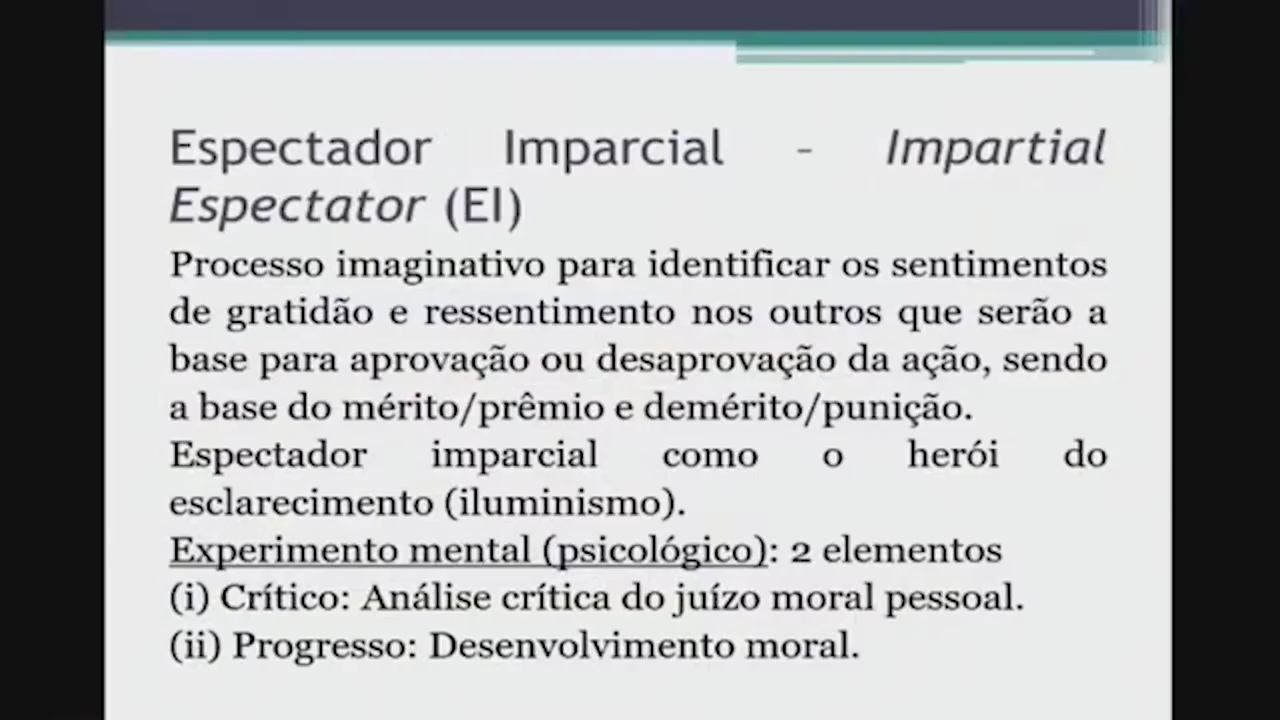 Espectador Imparcial – Impartial
Espectator (EI)
Processo imaginativo para identificar os sentimentos
de gratidão e ressentimento nos outros que serão a
base para aprovação ou desaprovação da ação, sendo
a base do mérito/prêmio e demérito/punição.
Espectador imparcial como o herói do
esclarecimento (iluminismo).
Experimento mental (psicológico): 2 elementos
(i) Crítico: Análise crítica do juízo moral pessoal.
(ii) Progresso: Desenvolvimento moral.